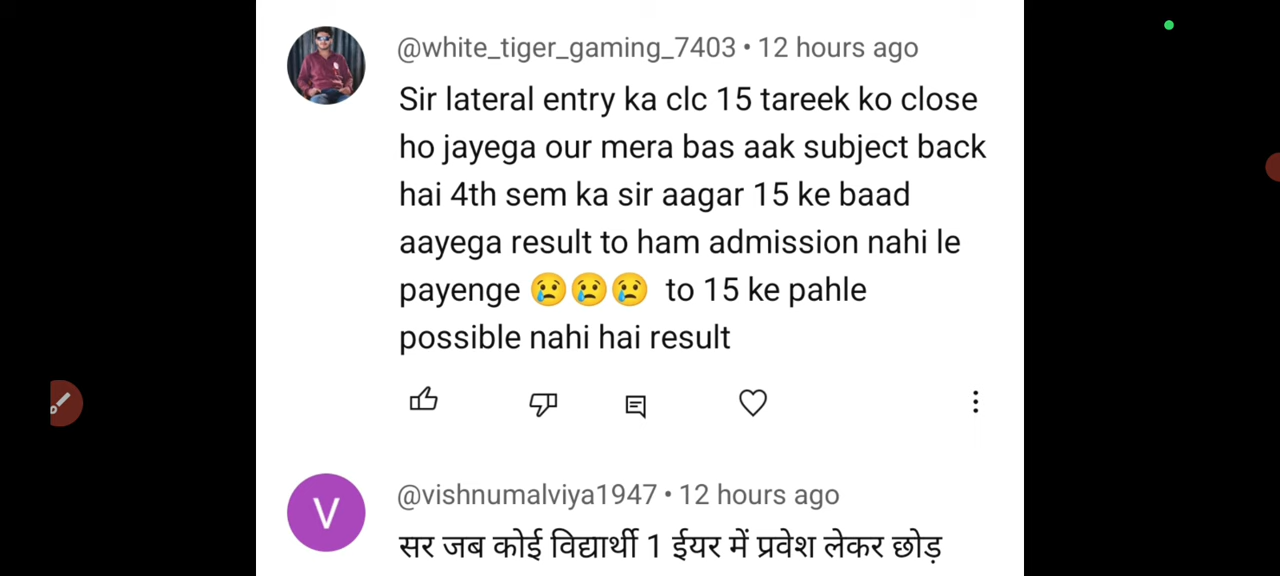 @white_tiger_gaming_7403 • 12 hours ago
Sir lateral entry ka clc 15 tareek ko close
ho jayega our mera bas aak subject back
hai 4th sem ka sir aagar 15 ke baad
aayega result to ham admission nahi le
payenge 😢😢😢 to 15 ke pahle
possible nahi hai result
V
@vishnumalviya1947 • 12 hours ago
सर जब कोई विद्यार्थी 1 ईयर में प्रवेश लेकर छोड़